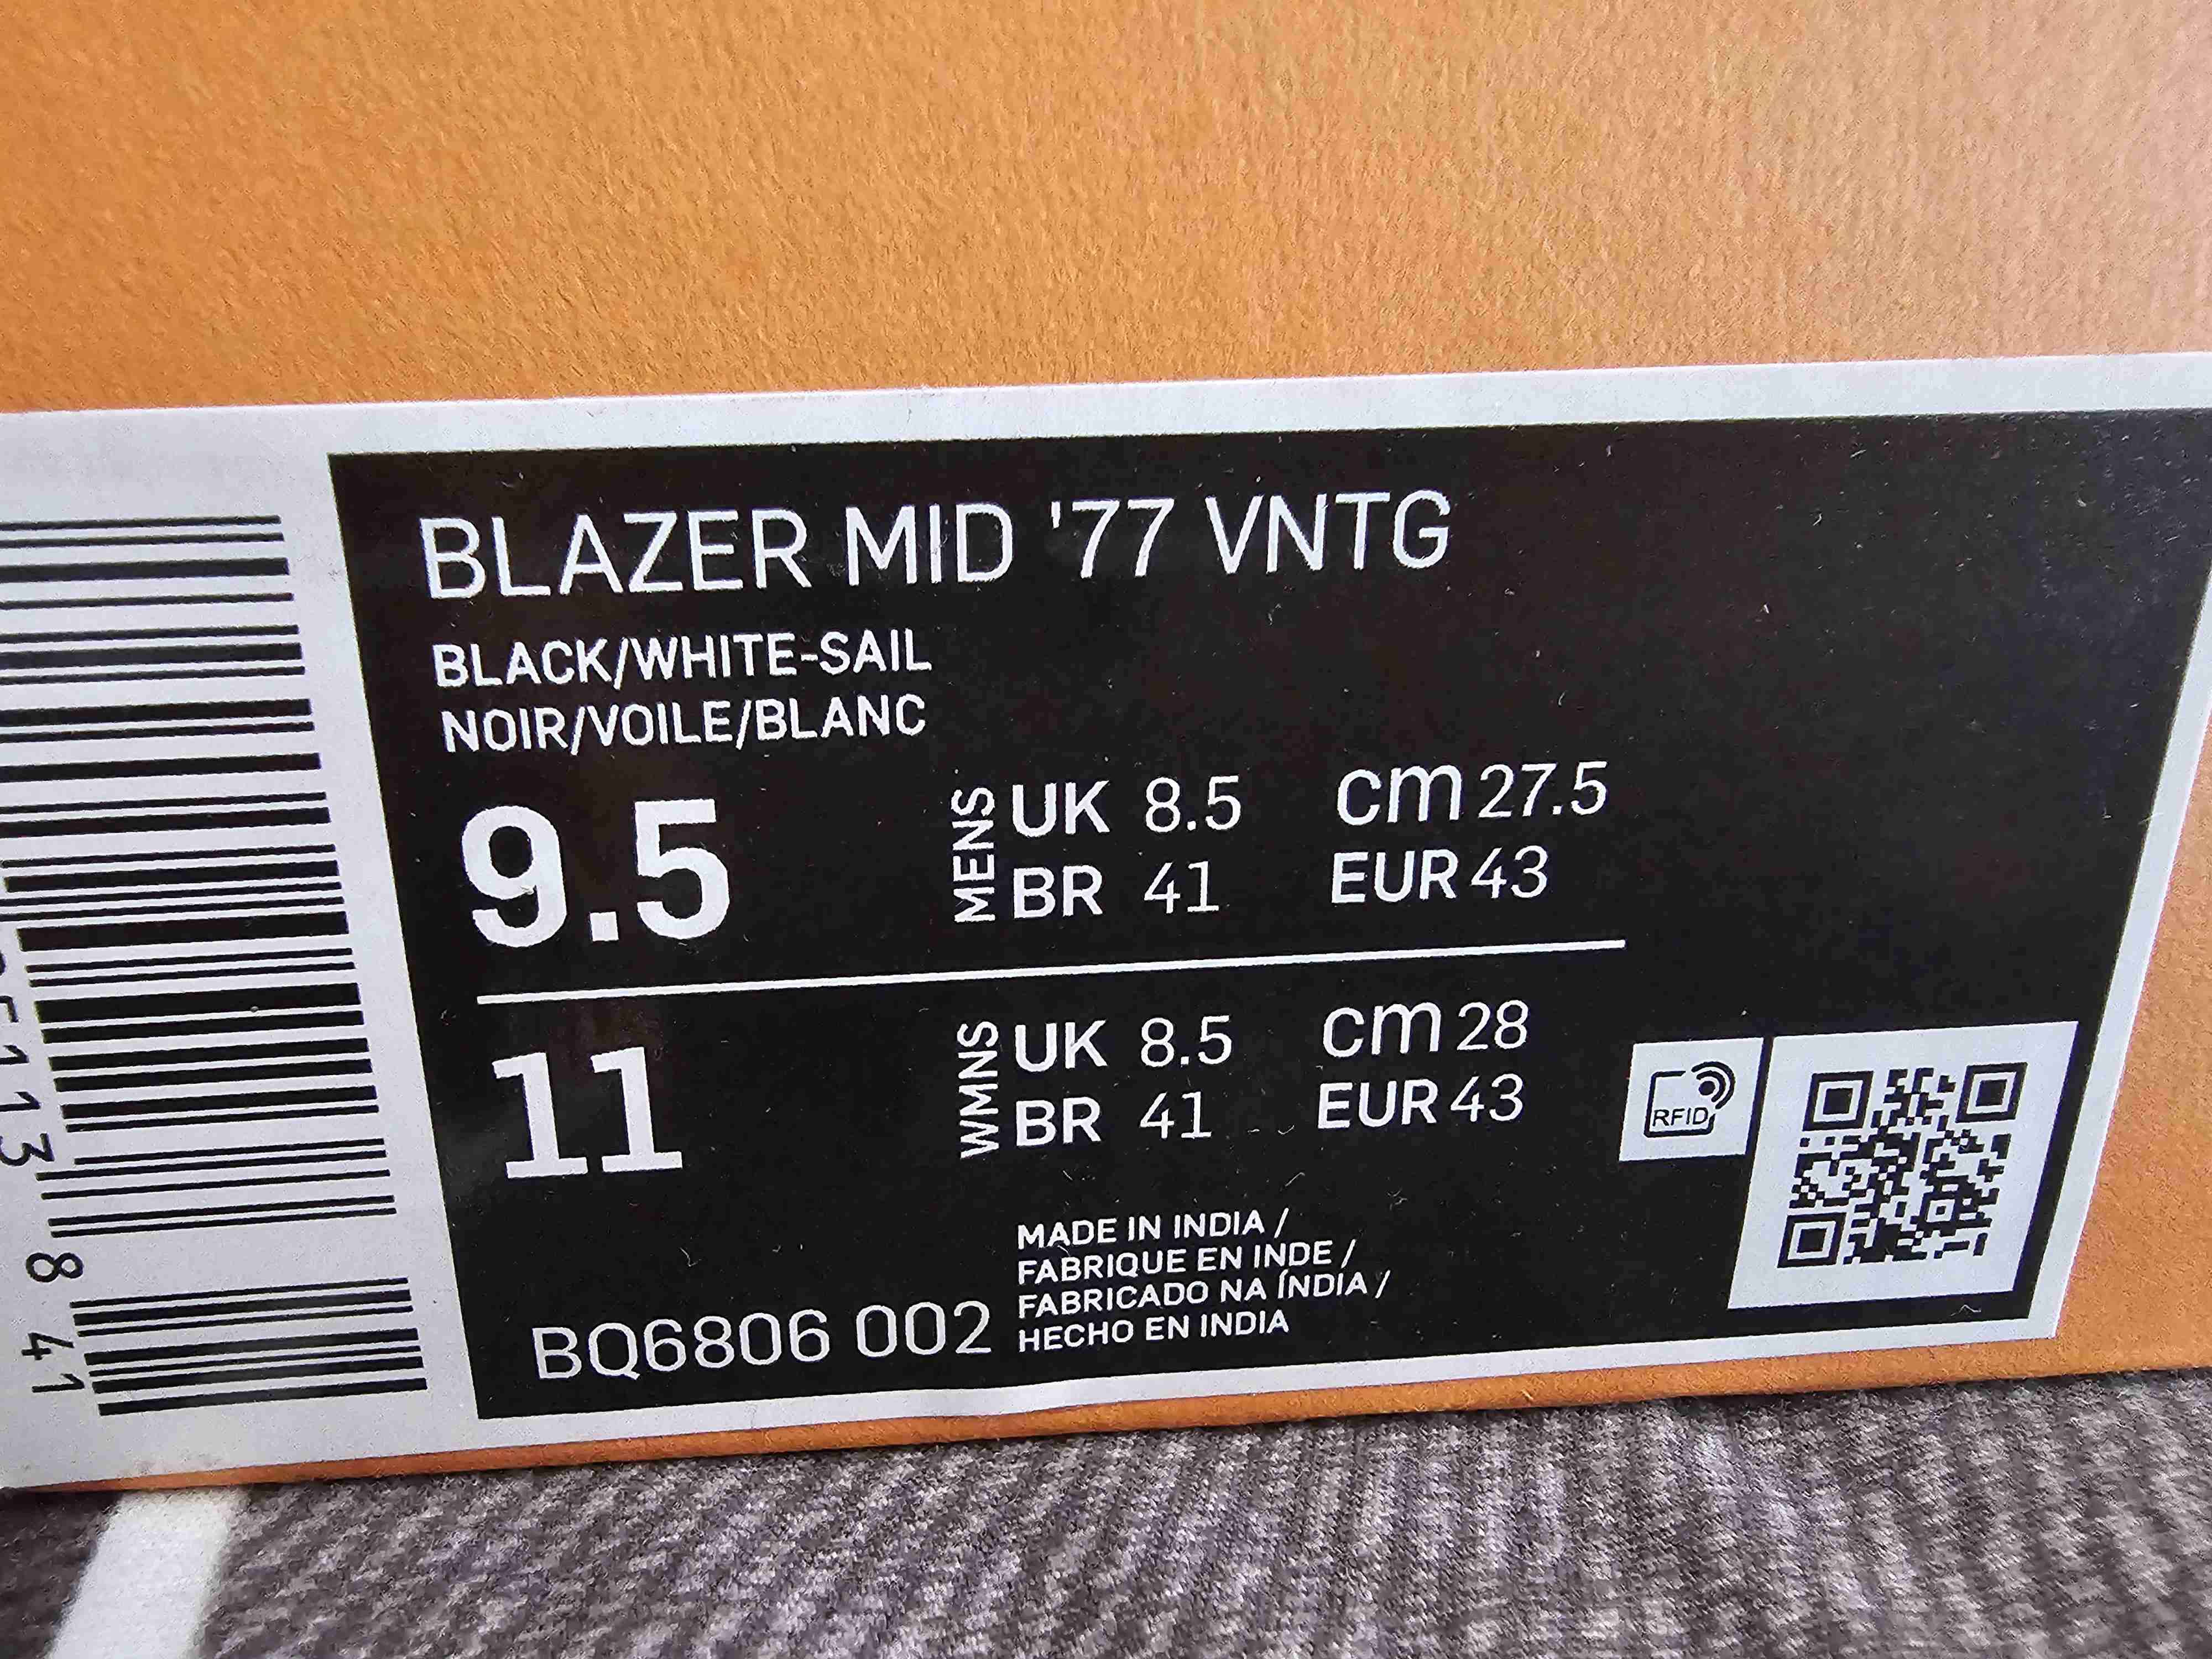 BLAZER MID '77 VNTG
BLACK/WHITE-SAIL
NOIR/VOILE/BLANC
9.5 MENS UK 8.5 cm 27.5
BR 41 EUR 43
11 WMNS UK 8.5 cm 28
BR 41 EUR 43
RFID
BQ6806 002
MADE IN INDIA /
FABRIQUE EN INDE /
FABRICADO NA ÍNDIA /
HECHO EN INDIA
8 41